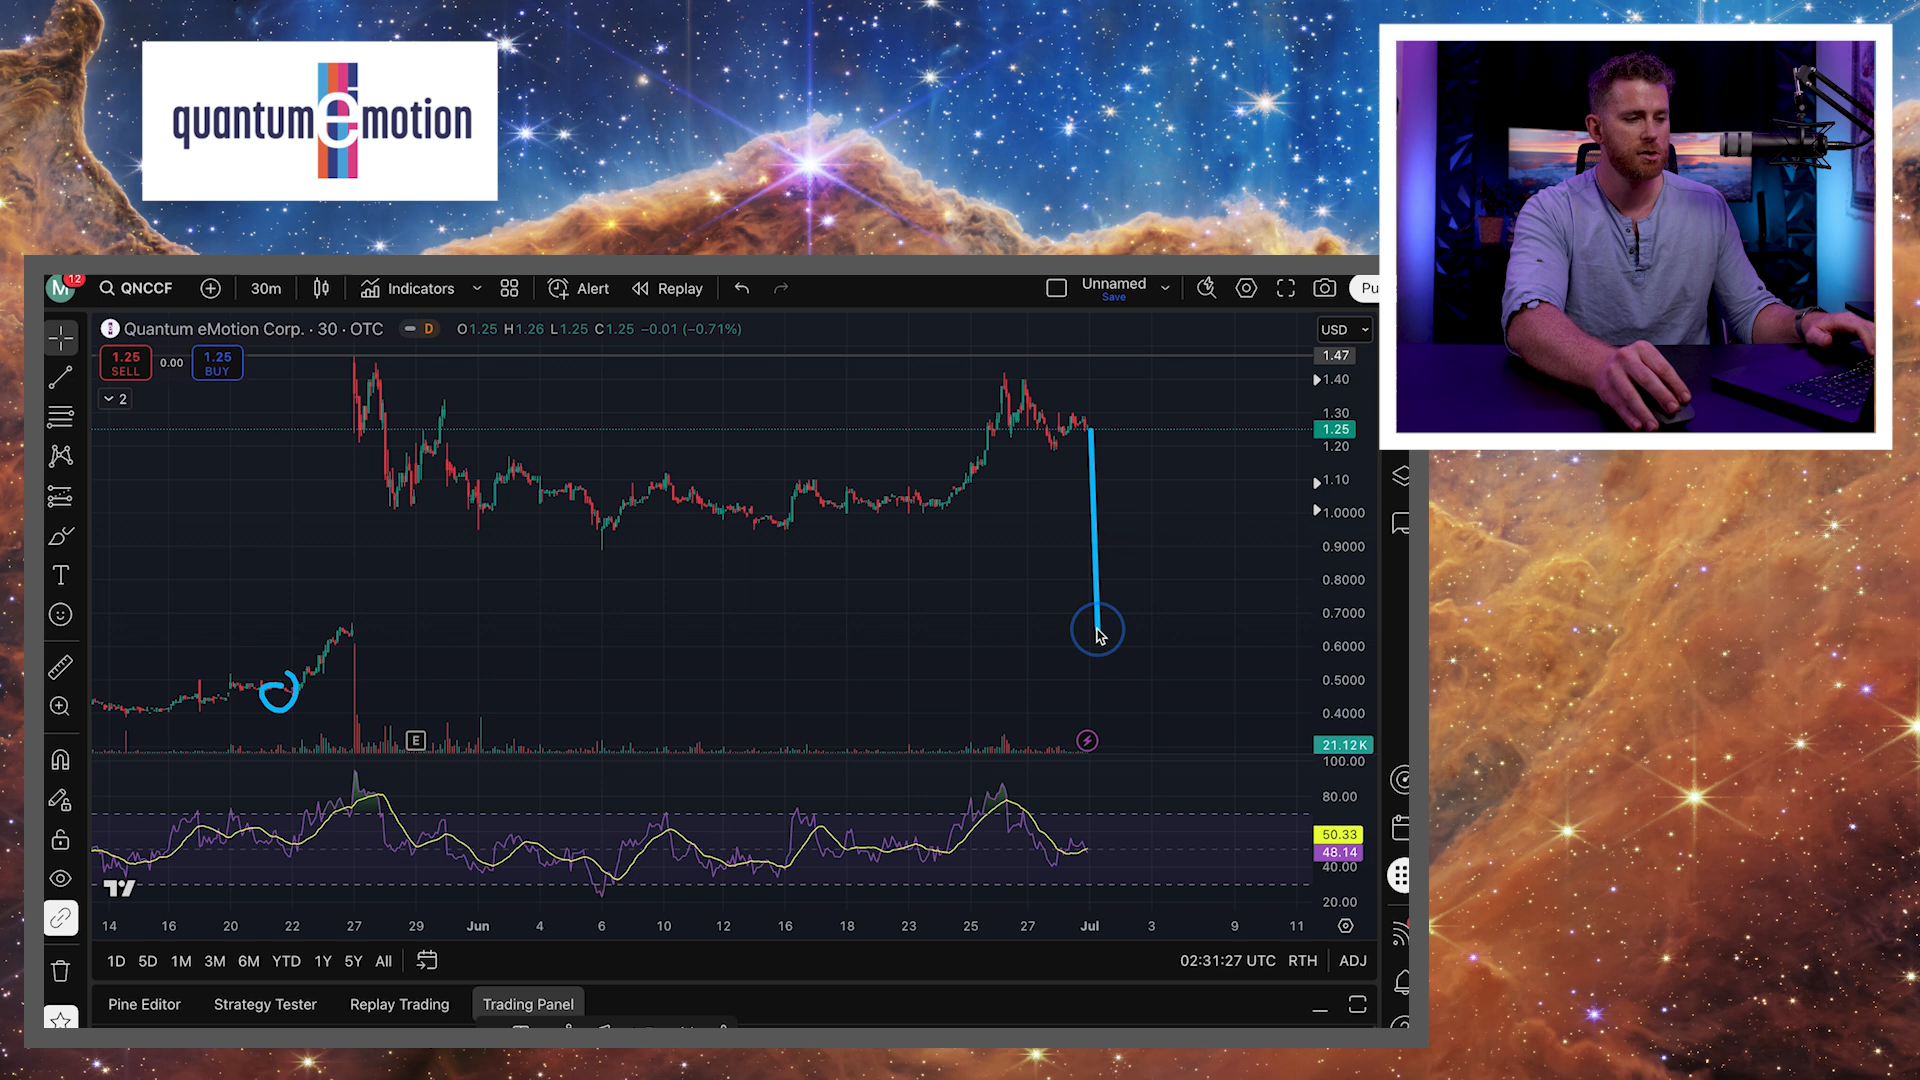 quantum emotion
M 12 QNCCF 30m Indicators Alert Replay Unnamed Save Pu
Quantum eMotion Corp. · 30 · OTC D O1.25 H1.26 L1.25 C1.25 −0.01 (−0.71%) USD
1.25 SELL 0.00 1.25 BUY
2
1.47
1.40
1.30
1.25
1.20
1.10
1.0000
0.9000
0.8000
0.7000
0.6000
0.5000
0.4000
E
21.12K
100.00
80.00
50.33
48.14
40.00
20.00
14 16 20 22 27 29 Jun 4 6 10 12 16 18 23 25 27 Jul 3 9 11
1D 5D 1M 3M 6M YTD 1Y 5Y All 02:31:27 UTC RTH ADJ
Pine Editor Strategy Tester Replay Trading Trading Panel